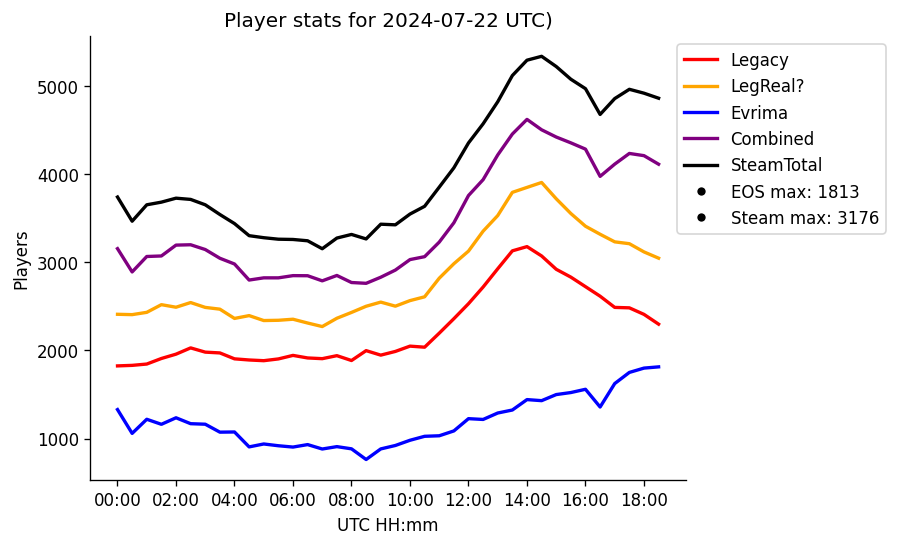 Player stats for 2024-07-22 UTC)
Legacy
LegReal?
Evrima
Combined
SteamTotal
EOS max: 1813
Steam max: 3176
Players
5000
4000
3000
2000
1000
00:00 02:00 04:00 06:00 08:00 10:00 12:00 14:00 16:00 18:00
UTC HH:mm